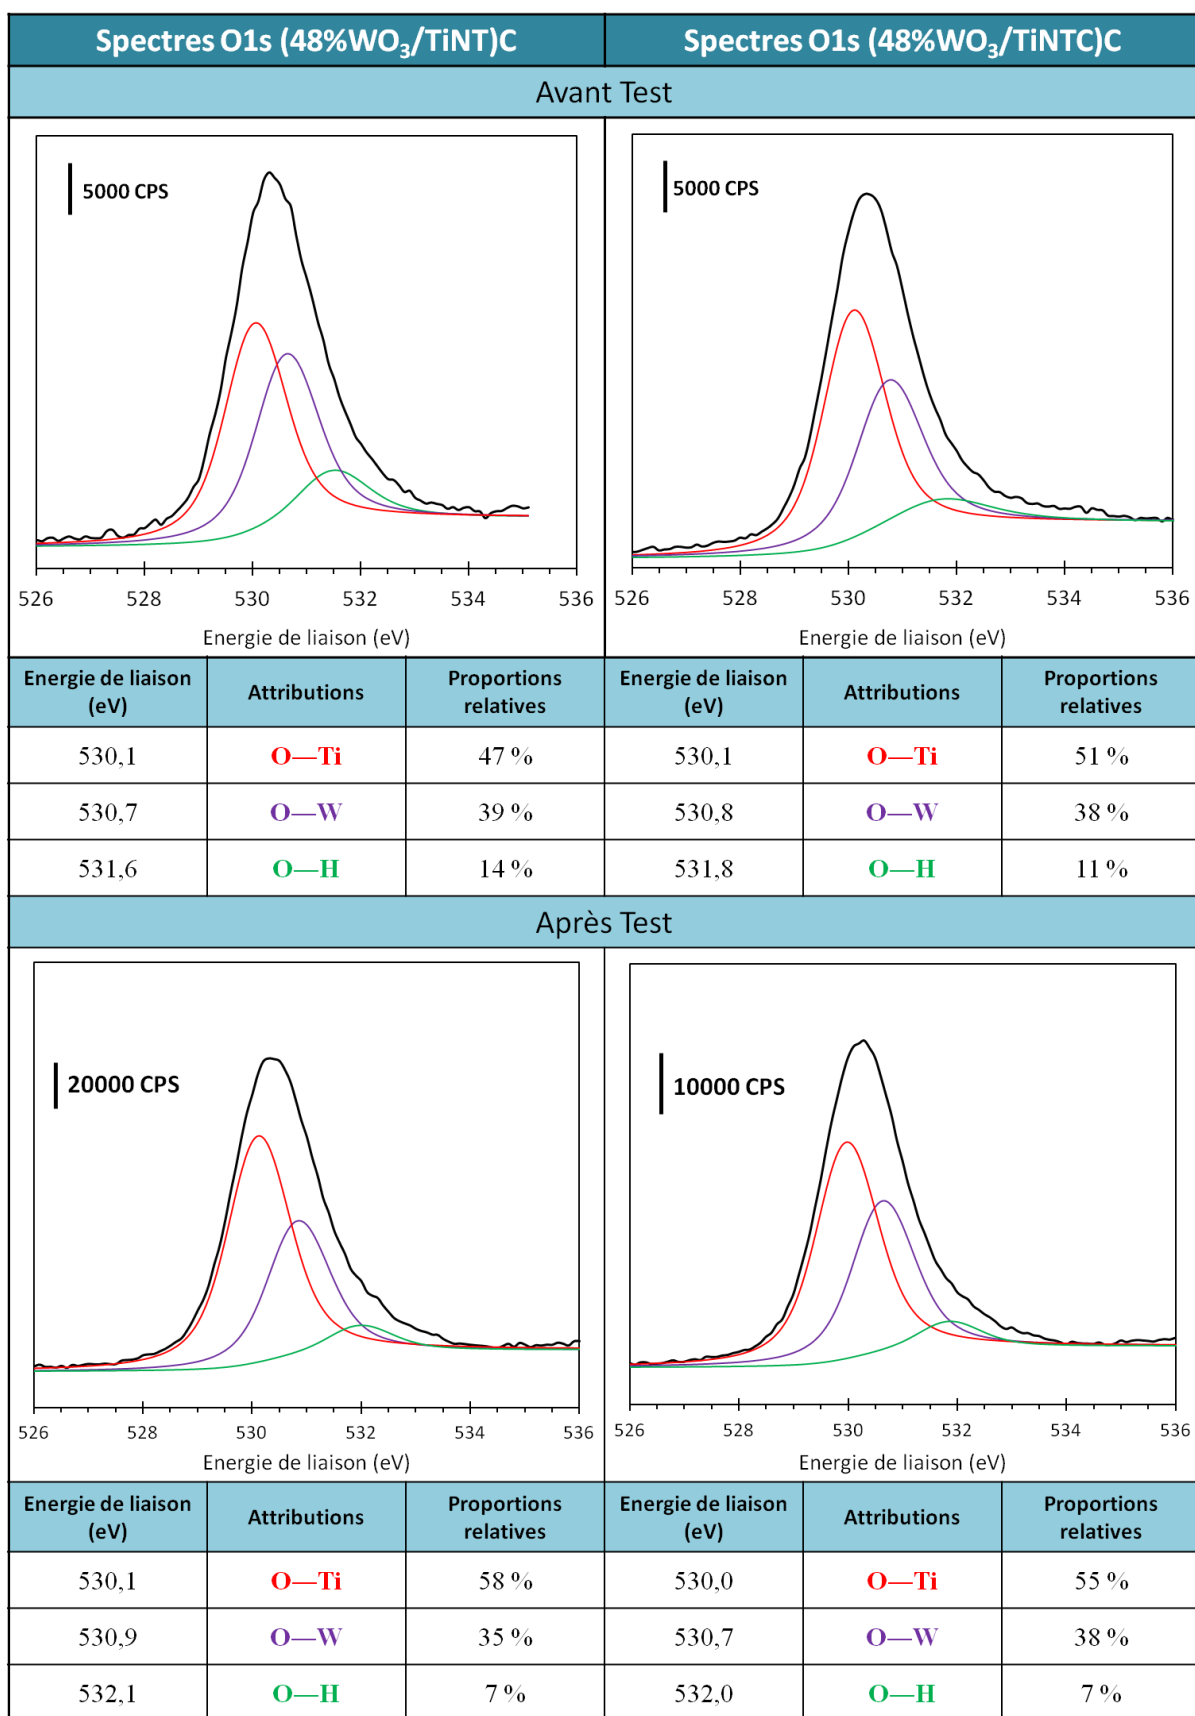 Spectres O1s (48%WO₃/TiNT)C
Spectres O1s (48%WO₃/TiNTC)C
Avant Test
5000 CPS
526 528 530 532 534 536
Energie de liaison (eV)
5000 CPS
526 528 530 532 534 536
Energie de liaison (eV)
Energie de liaison (eV) Attributions Proportions relatives Energie de liaison (eV) Attributions Proportions relatives
530,1 O—Ti 47 % 530,1 O—Ti 51 %
530,7 O—W 39 % 530,8 O—W 38 %
531,6 O—H 14 % 531,8 O—H 11 %
Après Test
20000 CPS
526 528 530 532 534 536
Energie de liaison (eV)
10000 CPS
526 528 530 532 534 536
Energie de liaison (eV)
Energie de liaison (eV) Attributions Proportions relatives Energie de liaison (eV) Attributions Proportions relatives
530,1 O—Ti 58 % 530,0 O—Ti 55 %
530,9 O—W 35 % 530,7 O—W 38 %
532,1 O—H 7 % 532,0 O—H 7 %